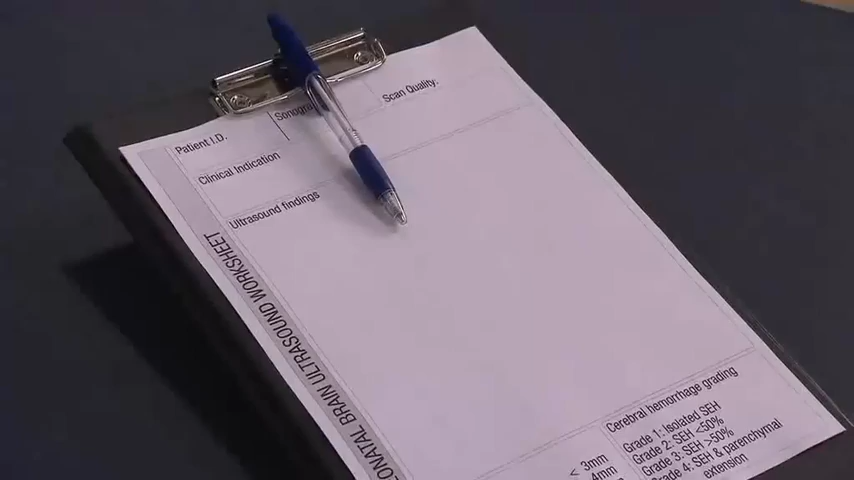 Patient I.D.
Scan Quality:
Clinical Indication
Ultrasound findings
EONATAL BRAIN ULTRASOUND WORKSHEET
Cerebral hemorrhage grading
Grade 1: Isolated SEH
Grade 2: SEH <50%
Grade 3: SEH >50%
Grade 4: SEH & parenchymal
extension
< 3mm
4mm